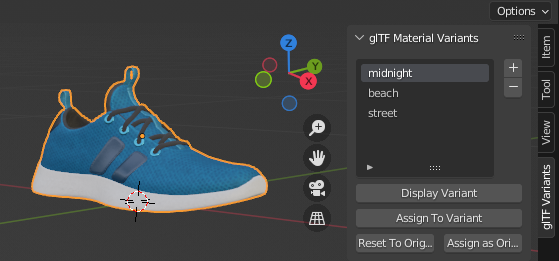 Options
glTF Material Variants
midnight
beach
street
+
−
Display Variant
Assign To Variant
Reset To Orig...
Assign as Ori...
Item
Tool
View
glTF Variants
Z
Y
X